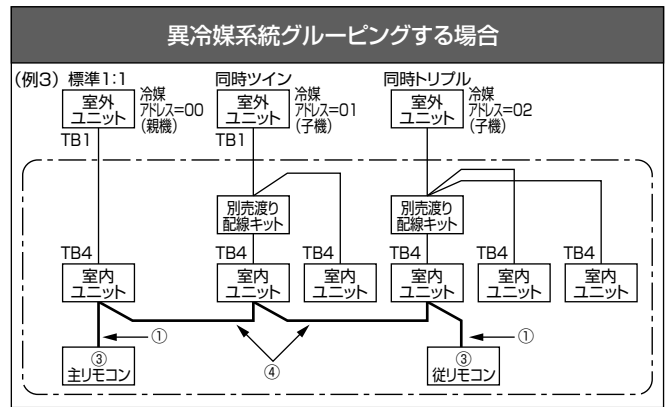 異冷媒系統グルーピングする場合
(例3) 標準1:1
同時ツイン
同時トリプル
室外
ユニット
冷媒
アドレス=00
(親機)
室外
ユニット
冷媒
アドレス=01
(子機)
室外
ユニット
冷媒
アドレス=02
(子機)
TB1
TB1
別売渡り
配線キット
別売渡り
配線キット
TB4
TB4
TB4
TB4
TB4
TB4
室内
ユニット
室内
ユニット
室内
ユニット
室内
ユニット
室内
ユニット
室内
ユニット
①
①
③
主リモコン
④
③
従リモコン